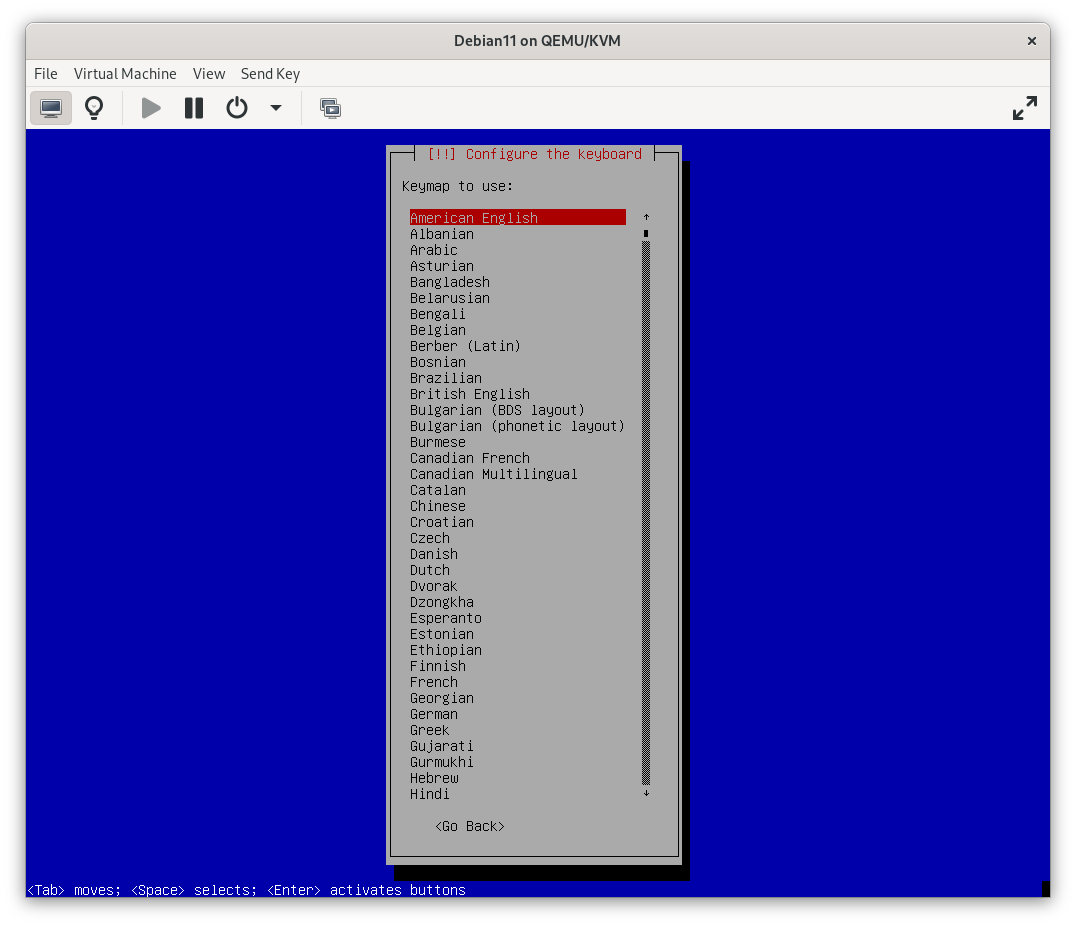 Debian11 on QEMU/KVM
File Virtual Machine View Send Key
[!!] Configure the keyboard
Keymap to use:
American English
Albanian
Arabic
Asturian
Bangladesh
Belarusian
Bengali
Belgian
Berber (Latin)
Bosnian
Brazilian
British English
Bulgarian (BDS layout)
Bulgarian (phonetic layout)
Burmese
Canadian French
Canadian Multilingual
Catalan
Chinese
Croatian
Czech
Danish
Dutch
Dvorak
Dzongkha
Esperanto
Estonian
Ethiopian
Finnish
French
Georgian
German
Greek
Gujarati
Gurmukhi
Hebrew
Hindi
<Go Back>
<Tab> moves; <Space> selects; <Enter> activates buttons